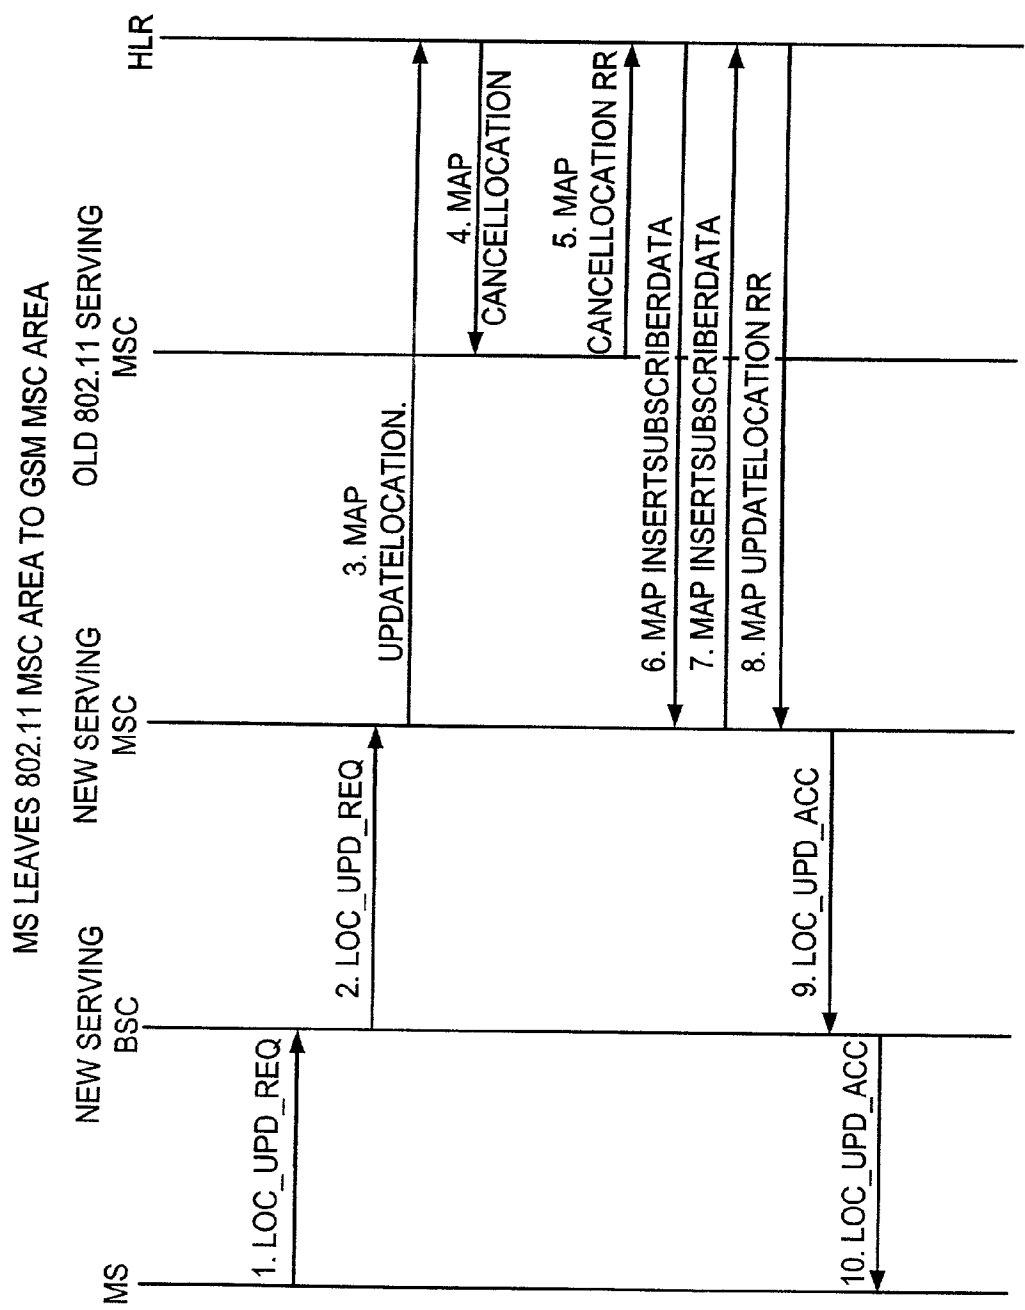 MS LEAVES 802.11 MSC AREA TO GSM MSC AREA
MS
NEW SERVING
BSC
NEW SERVING
MSC
OLD 802.11 SERVING
MSC
HLR
1. LOC_UPD_REQ
2. LOC_UPD_REQ
3. MAP
UPDATELOCATION.
4. MAP
CANCELLOCATION
5. MAP
CANCELLOCATION RR
6. MAP INSERTSUBSCRIBERDATA
7. MAP INSERTSUBSCRIBERDATA
8. MAP UPDATELOCATION RR
9. LOC_UPD_ACC
10. LOC_UPD_ACC